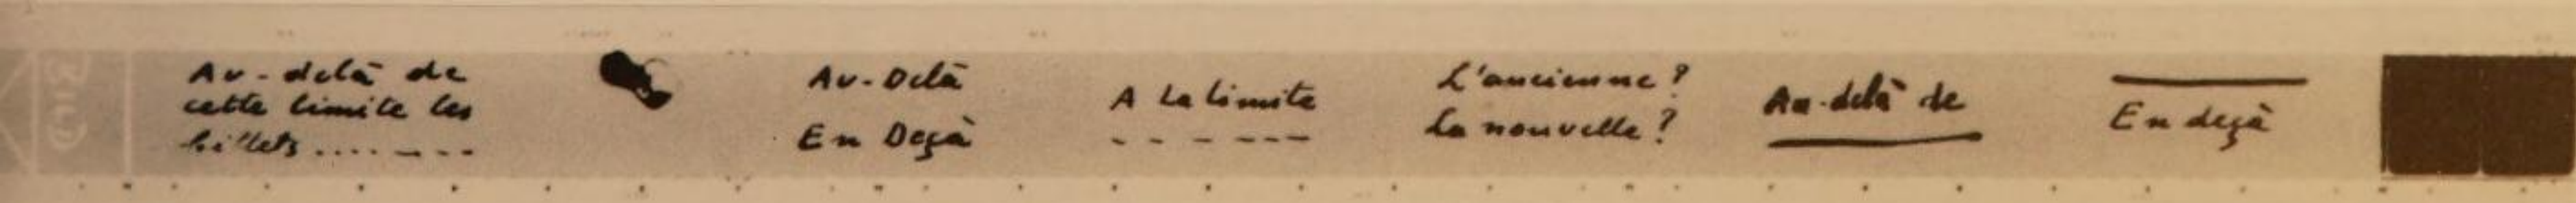 Au-delà de
cette limite les
billets .... - - -
Au-Delà
En Deçà
A La limite
- - - - - -
L'ancienne ?
La nouvelle ?
Au-delà de
En deçà